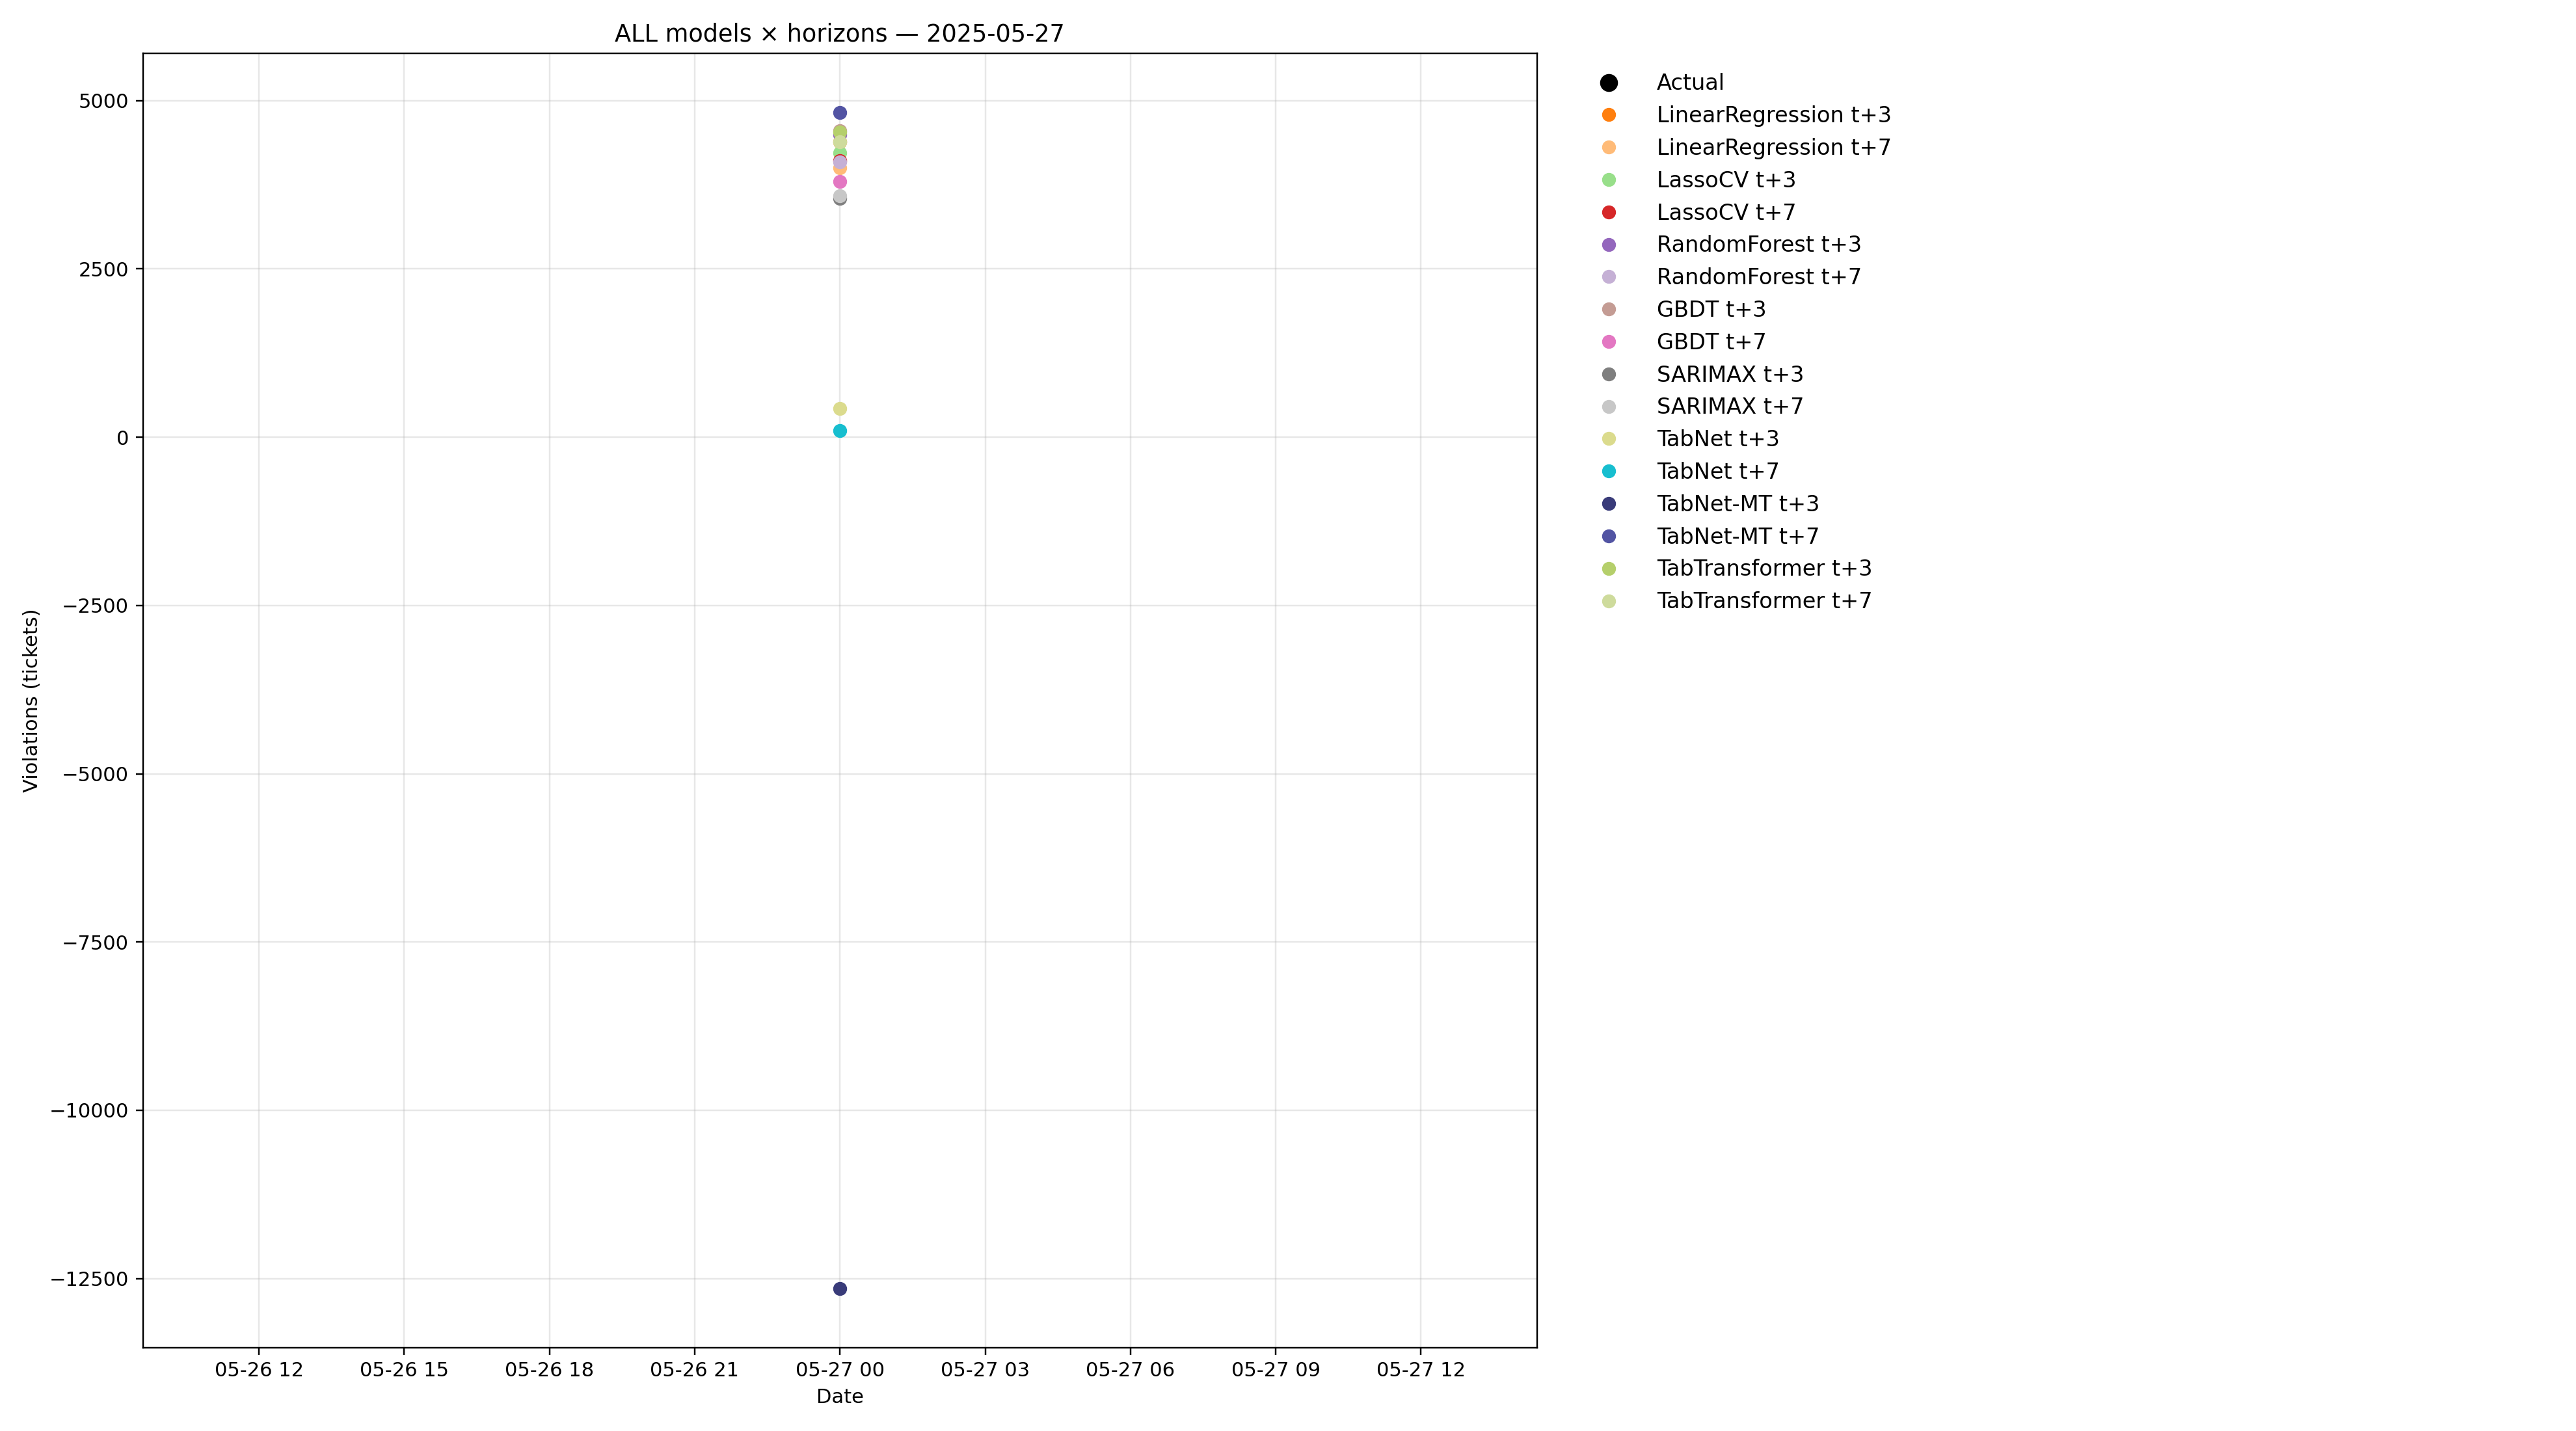 ALL models × horizons — 2025-05-27
5000
2500
0
−2500
−5000
−7500
−10000
−12500
Violations (tickets)
05-26 12
05-26 15
05-26 18
05-26 21
05-27 00
05-27 03
05-27 06
05-27 09
05-27 12
Date
Actual
LinearRegression t+3
LinearRegression t+7
LassoCV t+3
LassoCV t+7
RandomForest t+3
RandomForest t+7
GBDT t+3
GBDT t+7
SARIMAX t+3
SARIMAX t+7
TabNet t+3
TabNet t+7
TabNet-MT t+3
TabNet-MT t+7
TabTransformer t+3
TabTransformer t+7